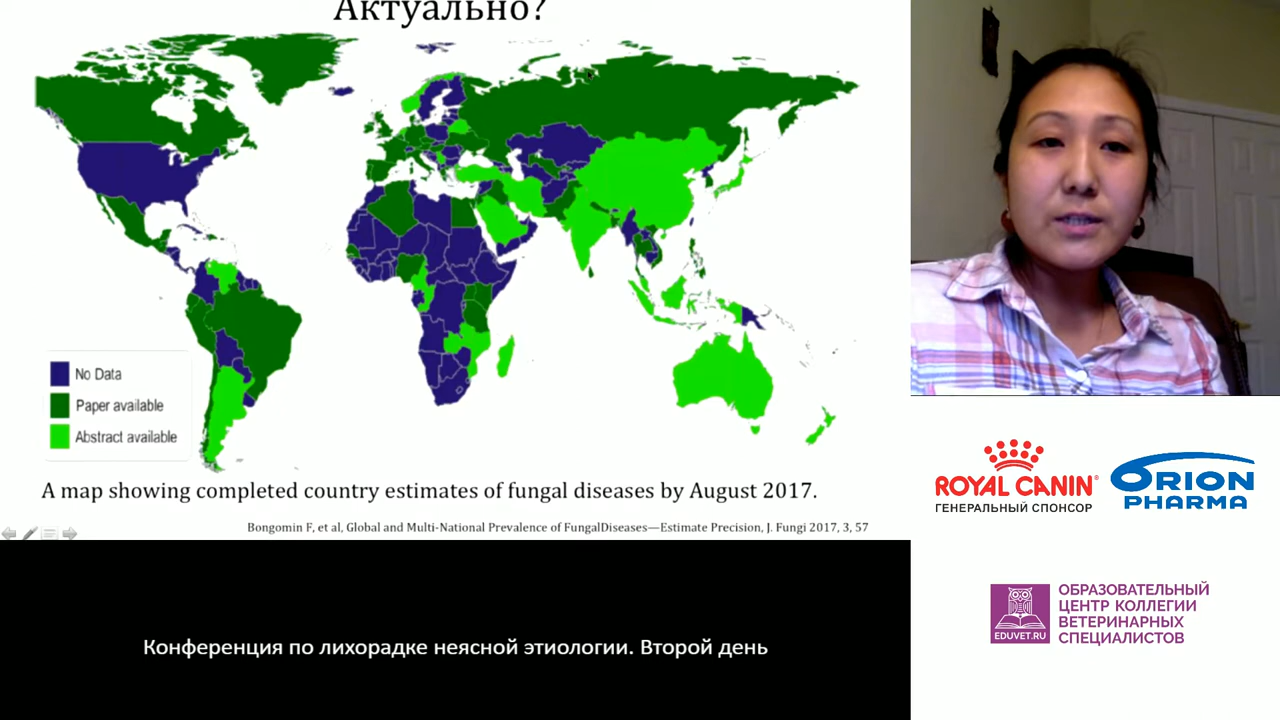 Актуально?
No Data
Paper available
Abstract available
A map showing completed country estimates of fungal diseases by August 2017.
Bongomin F, et al, Global and Multi-National Prevalence of FungalDiseases—Estimate Precision, J. Fungi 2017, 3, 57
ROYAL CANIN®
ГЕНЕРАЛЬНЫЙ СПОНСОР
ORION
PHARMA
EDUVET.RU
ОБРАЗОВАТЕЛЬНЫЙ
ЦЕНТР КОЛЛЕГИИ
ВЕТЕРИНАРНЫХ
СПЕЦИАЛИСТОВ
Конференция по лихорадке неясной этиологии. Второй день